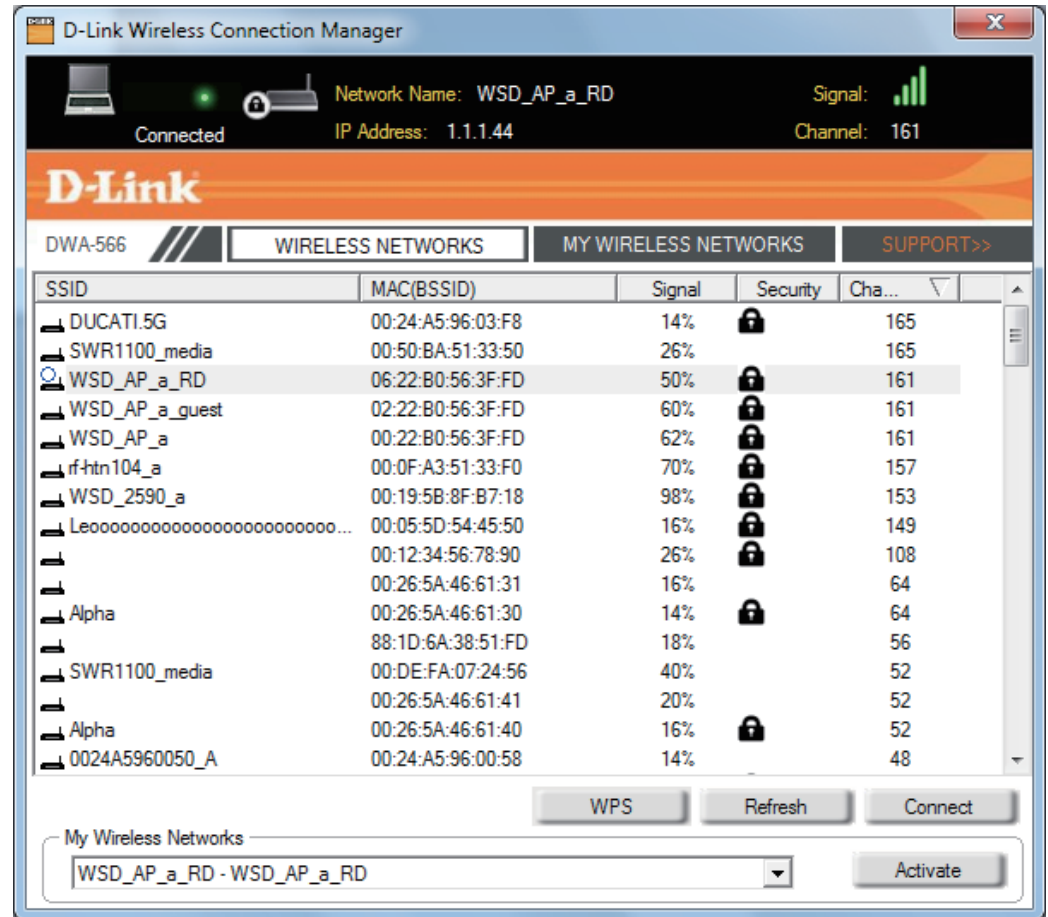 D-Link Wireless Connection Manager
Network Name: WSD_AP_a_RD Signal:
Connected IP Address: 1.1.1.44 Channel: 161
D-Link
DWA-566 WIRELESS NETWORKS MY WIRELESS NETWORKS SUPPORT>>
SSID MAC(BSSID) Signal Security Cha...
DUCATI.5G 00:24:A5:96:03:F8 14% 165
SWR1100_media 00:50:BA:51:33:50 26% 165
WSD_AP_a_RD 06:22:B0:56:3F:FD 50% 161
WSD_AP_a_guest 02:22:B0:56:3F:FD 60% 161
WSD_AP_a 00:22:B0:56:3F:FD 62% 161
rf-htn104_a 00:0F:A3:51:33:F0 70% 157
WSD_2590_a 00:19:5B:8F:B7:18 98% 153
Leoooooooooooooooooooooooo... 00:05:5D:54:45:50 16% 149
00:12:34:56:78:90 26% 108
00:26:5A:46:61:31 16% 64
Alpha 00:26:5A:46:61:30 14% 64
88:1D:6A:38:51:FD 18% 56
SWR1100_media 00:DE:FA:07:24:56 40% 52
00:26:5A:46:61:41 20% 52
Alpha 00:26:5A:46:61:40 16% 52
0024A5960050_A 00:24:A5:96:00:58 14% 48
WPS Refresh Connect
My Wireless Networks
WSD_AP_a_RD - WSD_AP_a_RD Activate